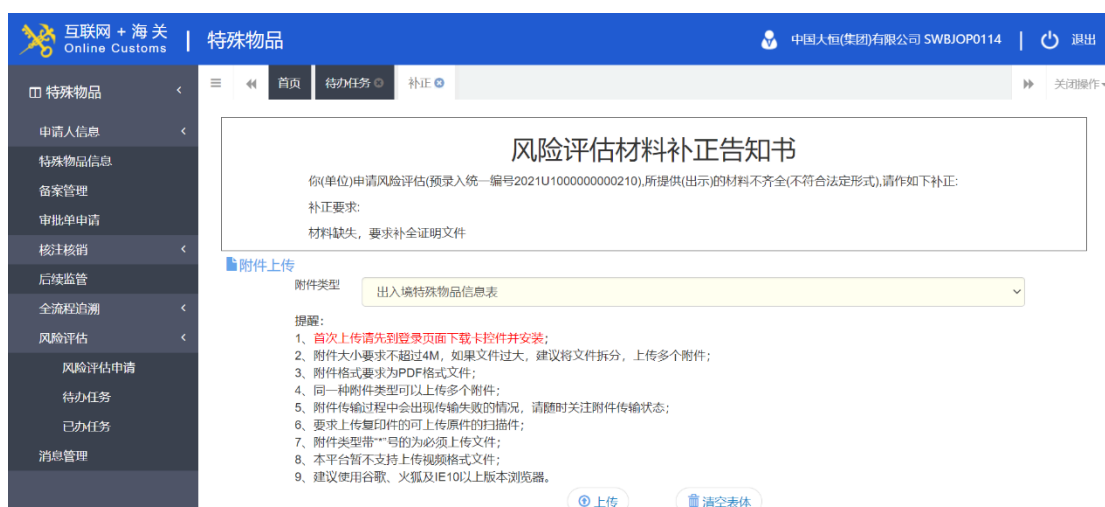 互联网 + 海关
Online Customs
特殊物品
中国大恒(集团)有限公司 SWBJOP0114
退出
特殊物品
首页
待办任务
补正
关闭操作
申请人信息
特殊物品信息
备案管理
审批单申请
核注核销
后续监管
全流程追溯
风险评估
风险评估申请
待办任务
已办任务
消息管理
风险评估材料补正告知书
你(单位)申请风险评估(预录入统一编号2021U1000000000210),所提供(出示)的材料不齐全(不符合法定形式),请作如下补正:
补正要求:
材料缺失，要求补全证明文件
附件上传
附件类型
出入境特殊物品信息表
提醒：
1、首次上传请先到登录页面下载卡控件并安装；
2、附件大小要求不超过4M，如果文件过大，建议将文件拆分，上传多个附件；
3、附件格式要求为PDF格式文件；
4、同一种附件类型可以上传多个附件；
5、附件传输过程中会出现传输失败的情况，请随时关注附件传输状态；
6、要求上传复印件的可上传原件的扫描件；
7、附件类型带“*”号的为必须上传文件；
8、本平台暂不支持上传视频格式文件；
9、建议使用谷歌、火狐及IE10以上版本浏览器。
上传
清空表体